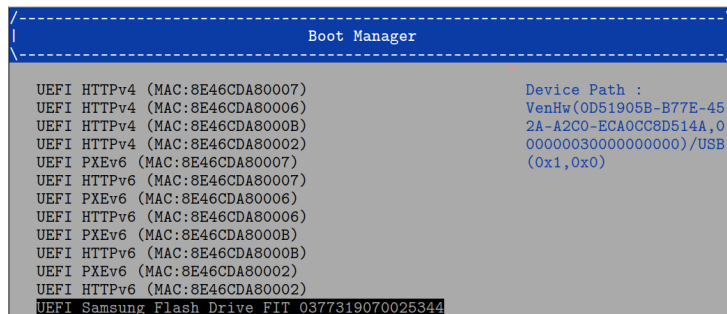 Boot Manager
UEFI HTTPv4 (MAC:8E46CDA80007)
UEFI HTTPv4 (MAC:8E46CDA80006)
UEFI HTTPv4 (MAC:8E46CDA8000B)
UEFI HTTPv4 (MAC:8E46CDA80002)
UEFI PXEv6 (MAC:8E46CDA80007)
UEFI HTTPv6 (MAC:8E46CDA80007)
UEFI PXEv6 (MAC:8E46CDA80006)
UEFI HTTPv6 (MAC:8E46CDA80006)
UEFI PXEv6 (MAC:8E46CDA8000B)
UEFI HTTPv6 (MAC:8E46CDA8000B)
UEFI PXEv6 (MAC:8E46CDA80002)
UEFI HTTPv6 (MAC:8E46CDA80002)
UEFI Samsung Flash Drive FIT 0377319070025344
Device Path :
VenHw(0D51905B-B77E-45
2A-A2C0-ECA0CC8D514A,0
00000030000000000)/USB
(0x1,0x0)